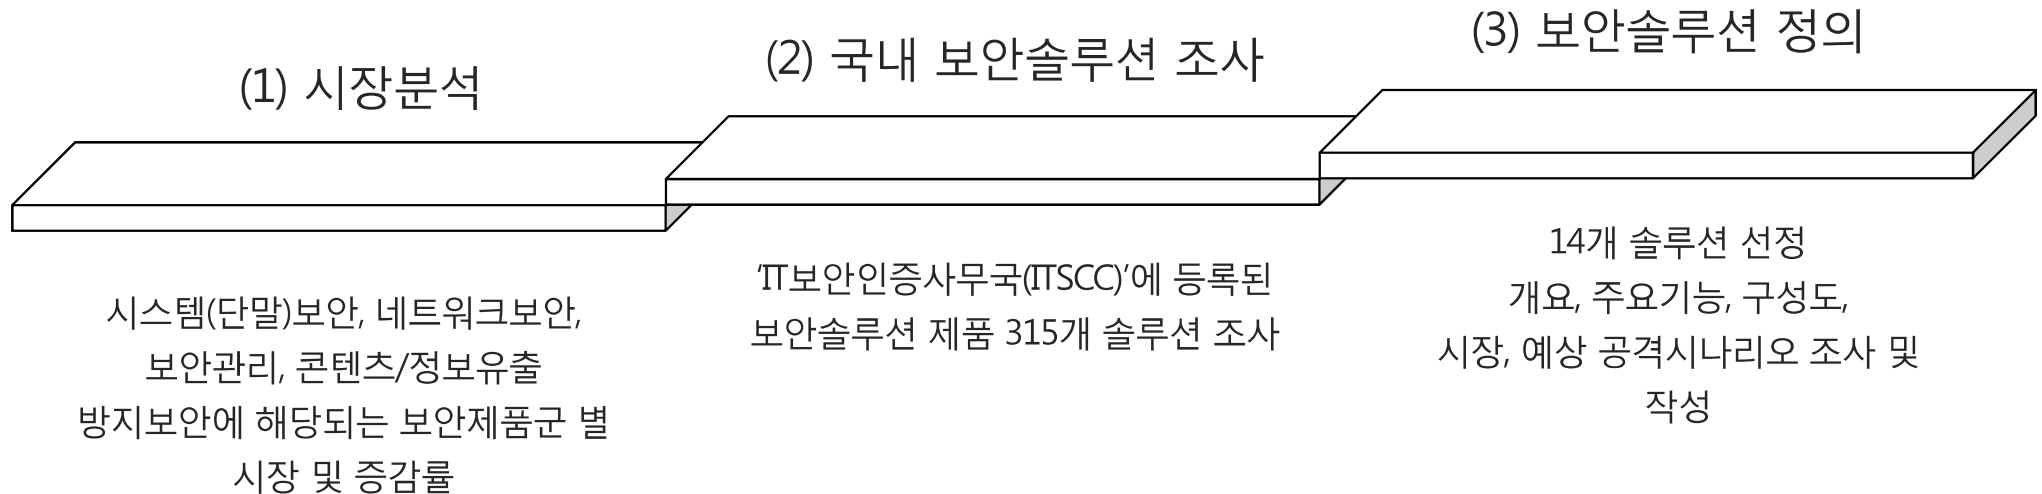 (1) 시장분석
시스템(단말)보안, 네트워크보안,
보안관리, 콘텐츠/정보유출
방지보안에 해당되는 보안제품군 별
시장 및 증감률
(2) 국내 보안솔루션 조사
‘IT보안인증사무국(ITSCC)’에 등록된
보안솔루션 제품 315개 솔루션 조사
(3) 보안솔루션 정의
14개 솔루션 선정
개요, 주요기능, 구성도,
시장, 예상 공격시나리오 조사 및
작성